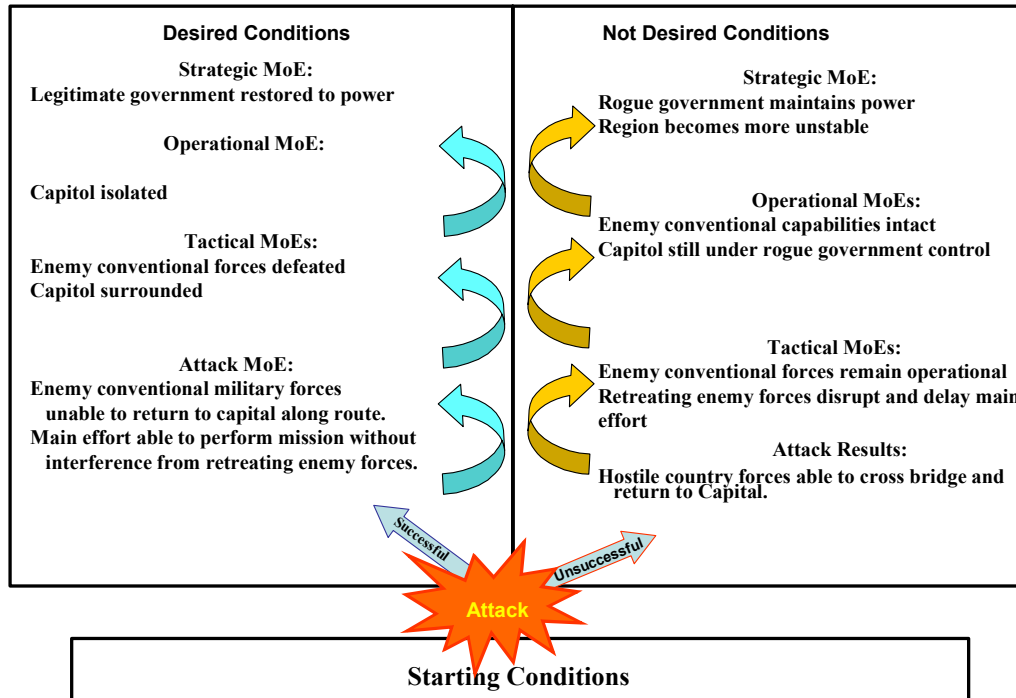 Desired Conditions
Strategic MoE:
Legitimate government restored to power
Operational MoE:
Capitol isolated
Tactical MoEs:
Enemy conventional forces defeated
Capitol surrounded
Attack MoE:
Enemy conventional military forces
unable to return to capital along route.
Main effort able to perform mission without
interference from retreating enemy forces.
Not Desired Conditions
Strategic MoE:
Rogue government maintains power
Region becomes more unstable
Operational MoEs:
Enemy conventional capabilities intact
Capitol still under rogue government control
Tactical MoEs:
Enemy conventional forces remain operational
Retreating enemy forces disrupt and delay main
effort
Attack Results:
Hostile country forces able to cross bridge and
return to Capital.
Successful
Unsuccessful
Attack
Starting Conditions